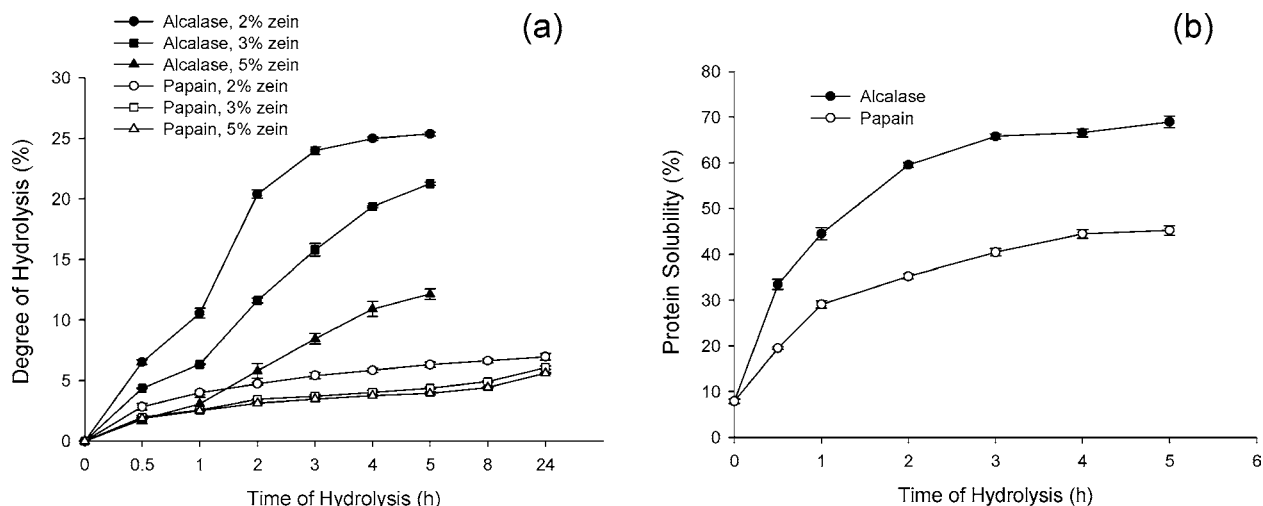 (a)
Alcalase, 2% zein
Alcalase, 3% zein
Alcalase, 5% zein
Papain, 2% zein
Papain, 3% zein
Papain, 5% zein
Degree of Hydrolysis (%)
30
25
20
15
10
5
0
0 0.5 1 2 3 4 5 8 24
Time of Hydrolysis (h)
(b)
Alcalase
Papain
Protein Solubility (%)
80
70
60
50
40
30
20
10
0
0 1 2 3 4 5 6
Time of Hydrolysis (h)